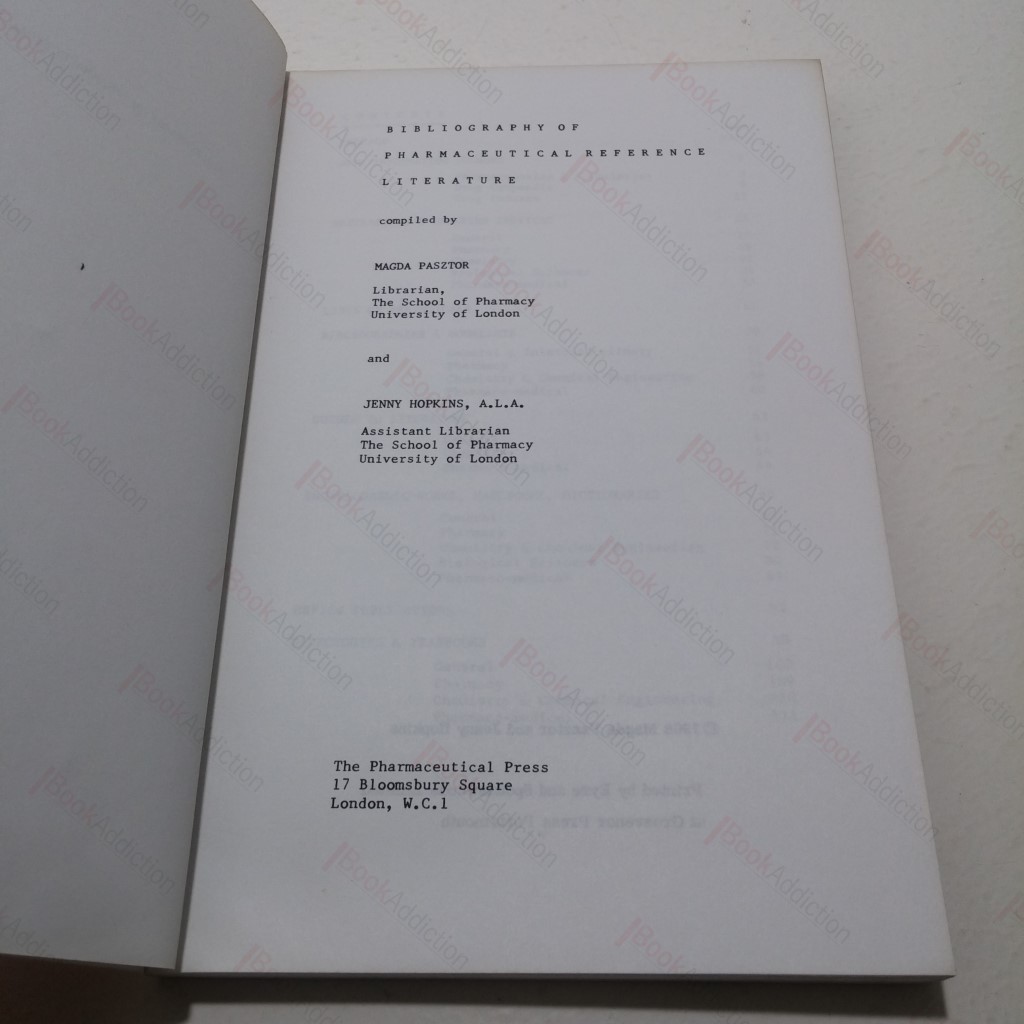 BIBLIOGRAPHY OF
PHARMACEUTICAL REFERENCE
LITERATURE
compiled by
MAGDA PASZTOR
Librarian,
The School of Pharmacy
University of London
and
JENNY HOPKINS, A.L.A.
Assistant Librarian
The School of Pharmacy
University of London
The Pharmaceutical Press
17 Bloomsbury Square
London, W.C.1
BookAddiction